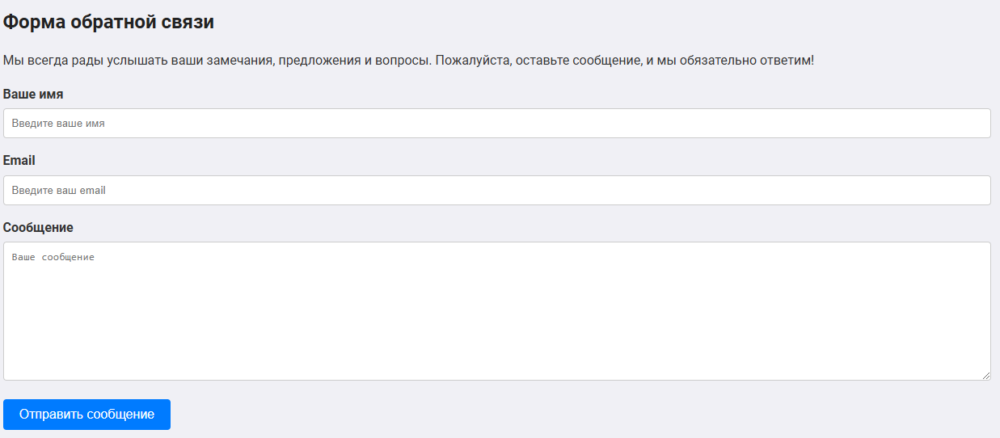 Форма обратной связи
Мы всегда рады услышать ваши замечания, предложения и вопросы. Пожалуйста, оставьте сообщение, и мы обязательно ответим!
Ваше имя
Введите ваше имя
Email
Введите ваш email
Сообщение
Ваше сообщение
Отправить сообщение